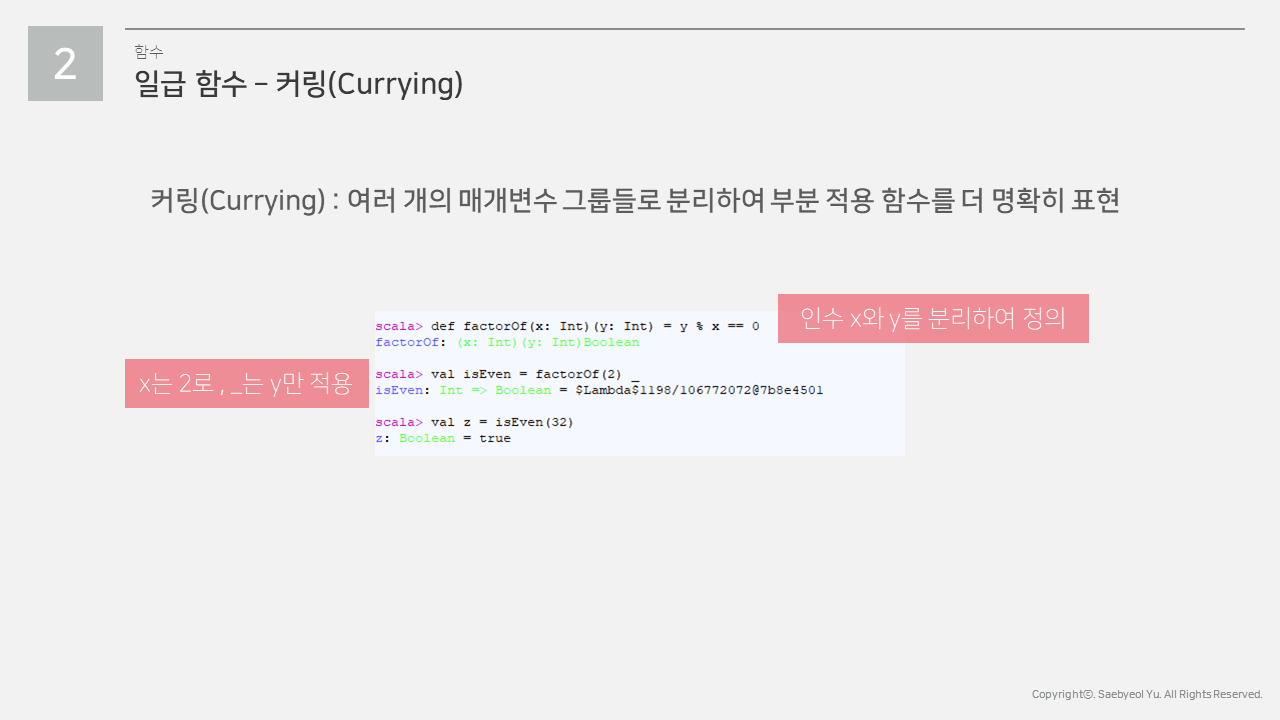 2
함수
일급 함수 – 커링(Currying)
커링(Currying) : 여러 개의 매개변수 그룹들로 분리하여 부분 적용 함수를 더 명확히 표현
인수 x와 y를 분리하여 정의
scala> def factorOf(x: Int)(y: Int) = y % x == 0
factorOf: (x: Int)(y: Int)Boolean
x는 2로 , _는 y만 적용
scala> val isEven = factorOf(2) _
isEven: Int => Boolean = $Lambda$1198/106772072@7b8e4501
scala> val z = isEven(32)
z: Boolean = true
Copyrightⓒ. Saebyeol Yu. All Rights Reserved.